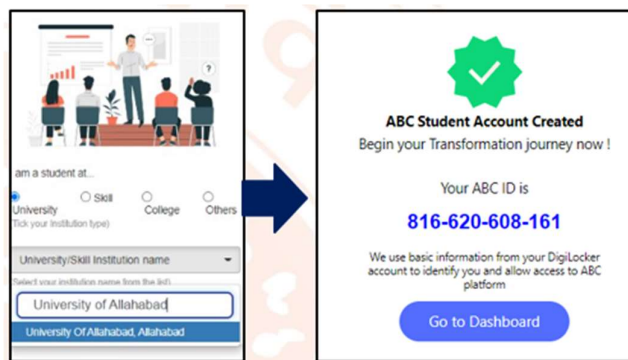 ?
am a student at...
University
Skill
College
Others
Tick your institution type)
University/Skill Institution name
Select your institution name from the list)
University of Allahabad
University Of Allahabad, Allahabad
ABC Student Account Created
Begin your Transformation journey now !
Your ABC ID is
816-620-608-161
We use basic information from your DigiLocker
account to identify you and allow access to ABC
platform
Go to Dashboard